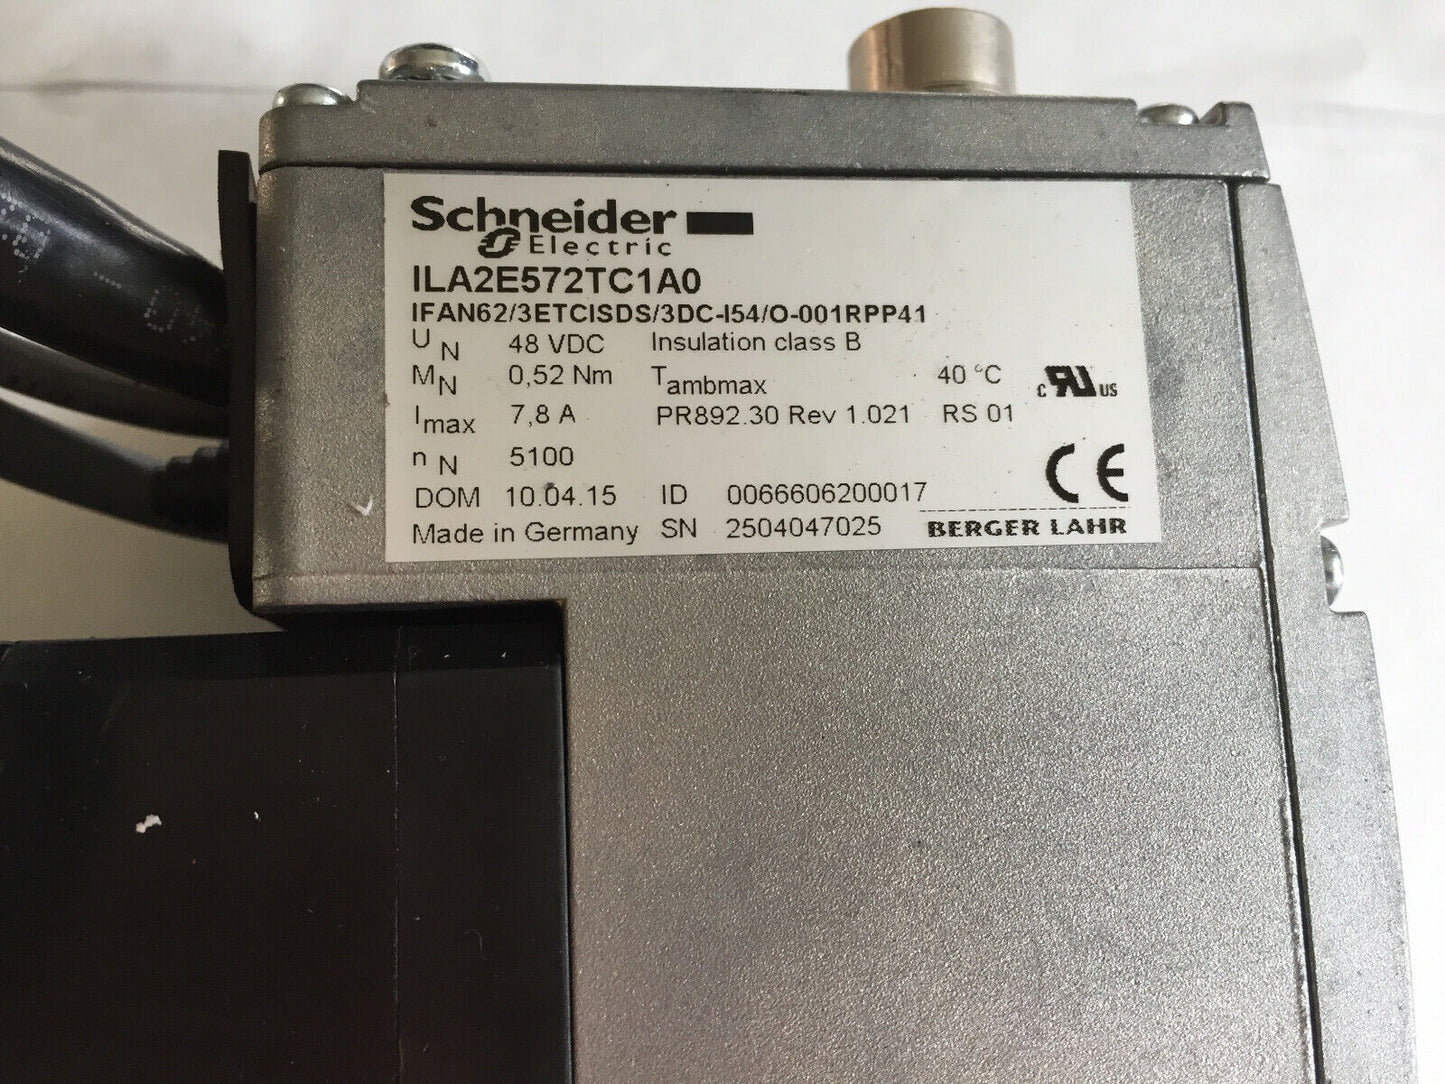 Schneider
Electric
ILA2E572TC1A0
IFAN62/3ETCISDS/3DC-I54/O-001RPP41
UN 48 VDC Insulation class B
MN 0,52 Nm Tambmax 40 °C
Imax 7,8 A PR892.30 Rev 1.021 RS 01
c RU us
nN 5100
CE
DOM 10.04.15 ID 0066606200017
Made in Germany SN 2504047025 BERGER LAHR